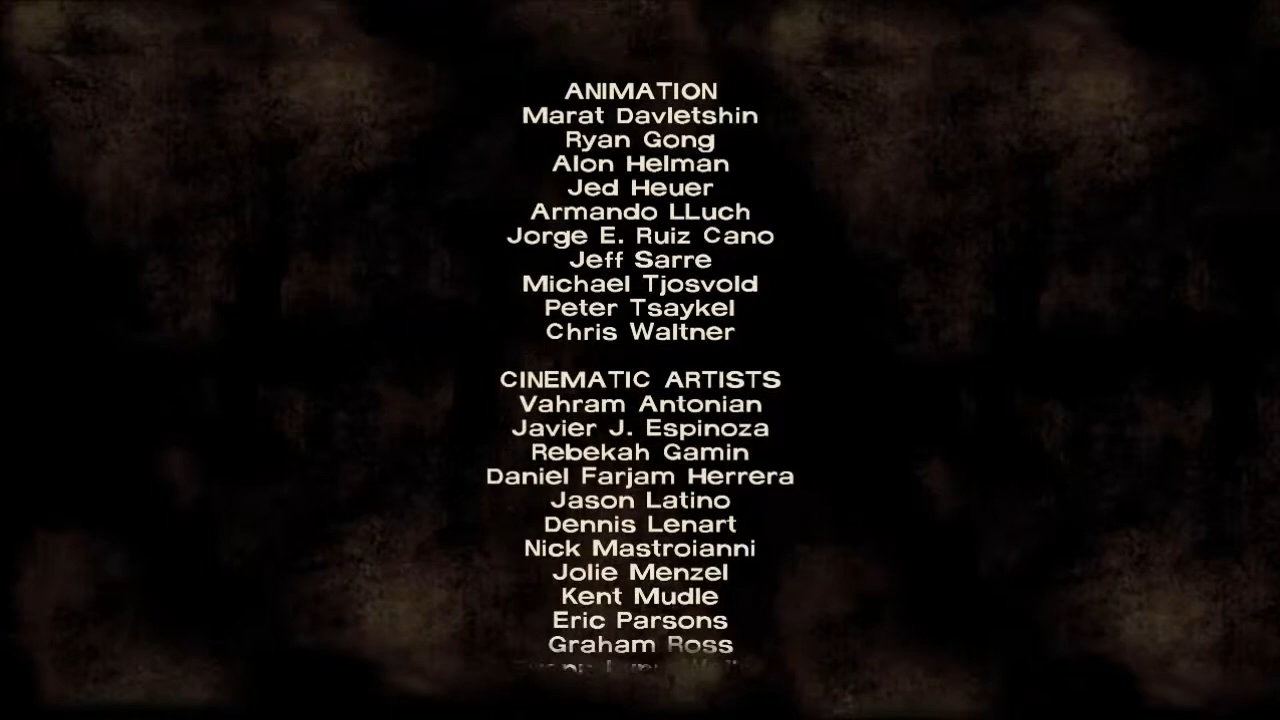 ANIMATION
Marat Davletshin
Ryan Gong
Alon Helman
Jed Heuer
Armando LLuch
Jorge E. Ruiz Cano
Jeff Sarre
Michael Tjosvold
Peter Tsaykel
Chris Waltner
CINEMATIC ARTISTS
Vahram Antonian
Javier J. Espinoza
Rebekah Gamin
Daniel Farjam Herrera
Jason Latino
Dennis Lenart
Nick Mastroianni
Jolie Menzel
Kent Mudle
Eric Parsons
Graham Ross